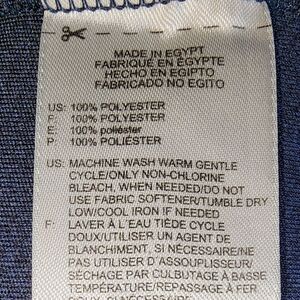 MADE IN EGYPT
FABRIQUÉ EN ÉGYPTE
HECHO EN EGIPTO
FABRICADO NO EGITO
US: 100% POLYESTER
F: 100% POLYESTER
E: 100% poliéster
P: 100% POLIÉSTER
US: MACHINE WASH WARM GENTLE
CYCLE/ONLY NON-CHLORINE
BLEACH, WHEN NEEDED/DO NOT
USE FABRIC SOFTENER/TUMBLE DRY
LOW/COOL IRON IF NEEDED
F: LAVER À L'EAU TIÈDE CYCLE
DOUX/UTILISER UN AGENT DE
BLANCHIMENT, SI NÉCESSAIRE/NE
PAS UTILISER D'ASSOUPLISSEUR/
SÉCHAGE PAR CULBUTAGE À BASSE
TEMPÉRATURE/REPASSAGE À FER